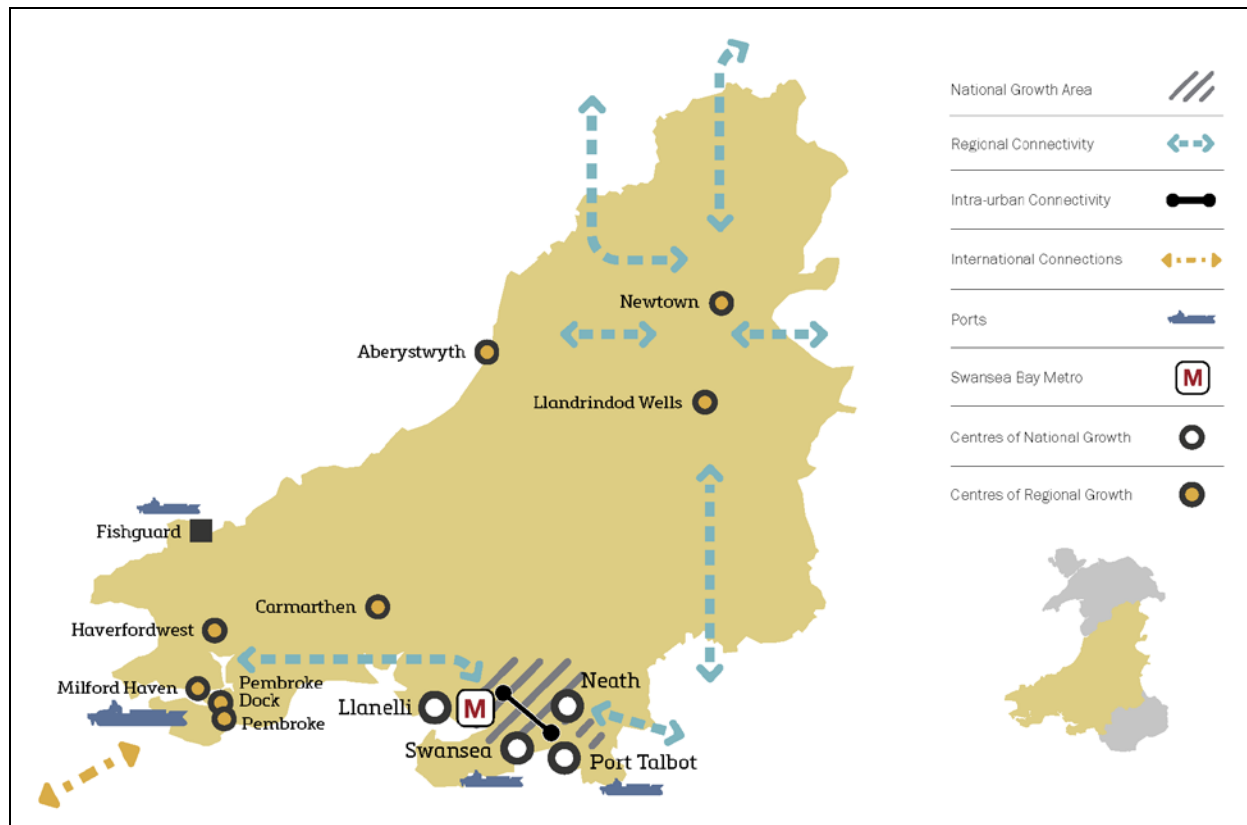 National Growth Area
Regional Connectivity
Intra-urban Connectivity
International Connections
Ports
Swansea Bay Metro
M
Centres of National Growth
Centres of Regional Growth
Newtown
Aberystwyth
Llandrindod Wells
Fishguard
Carmarthen
Haverfordwest
Milford Haven
Pembroke
Dock
Pembroke
Llanelli
M
Neath
Swansea
Port Talbot